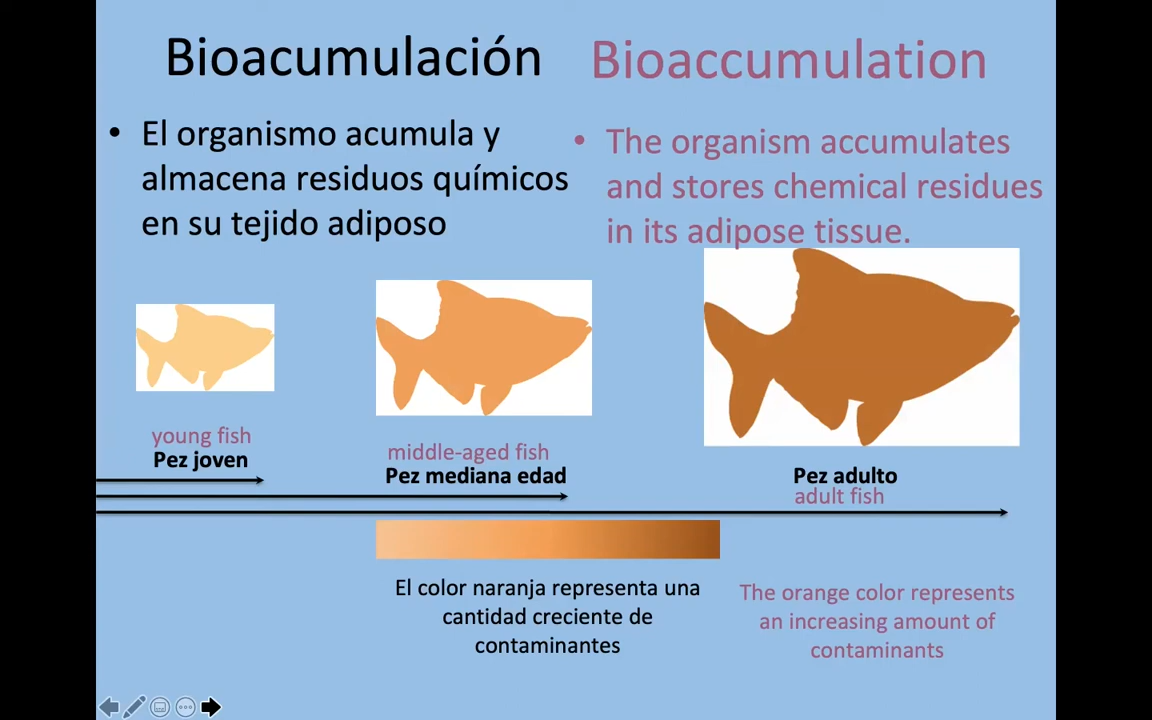 Bioacumulación
Bioaccumulation
• El organismo acumula y
almacena residuos químicos
en su tejido adiposo
• The organism accumulates
and stores chemical residues
in its adipose tissue.
young fish
Pez joven
middle-aged fish
Pez mediana edad
Pez adulto
adult fish
El color naranja representa una
cantidad creciente de
contaminantes
The orange color represents
an increasing amount of
contaminants